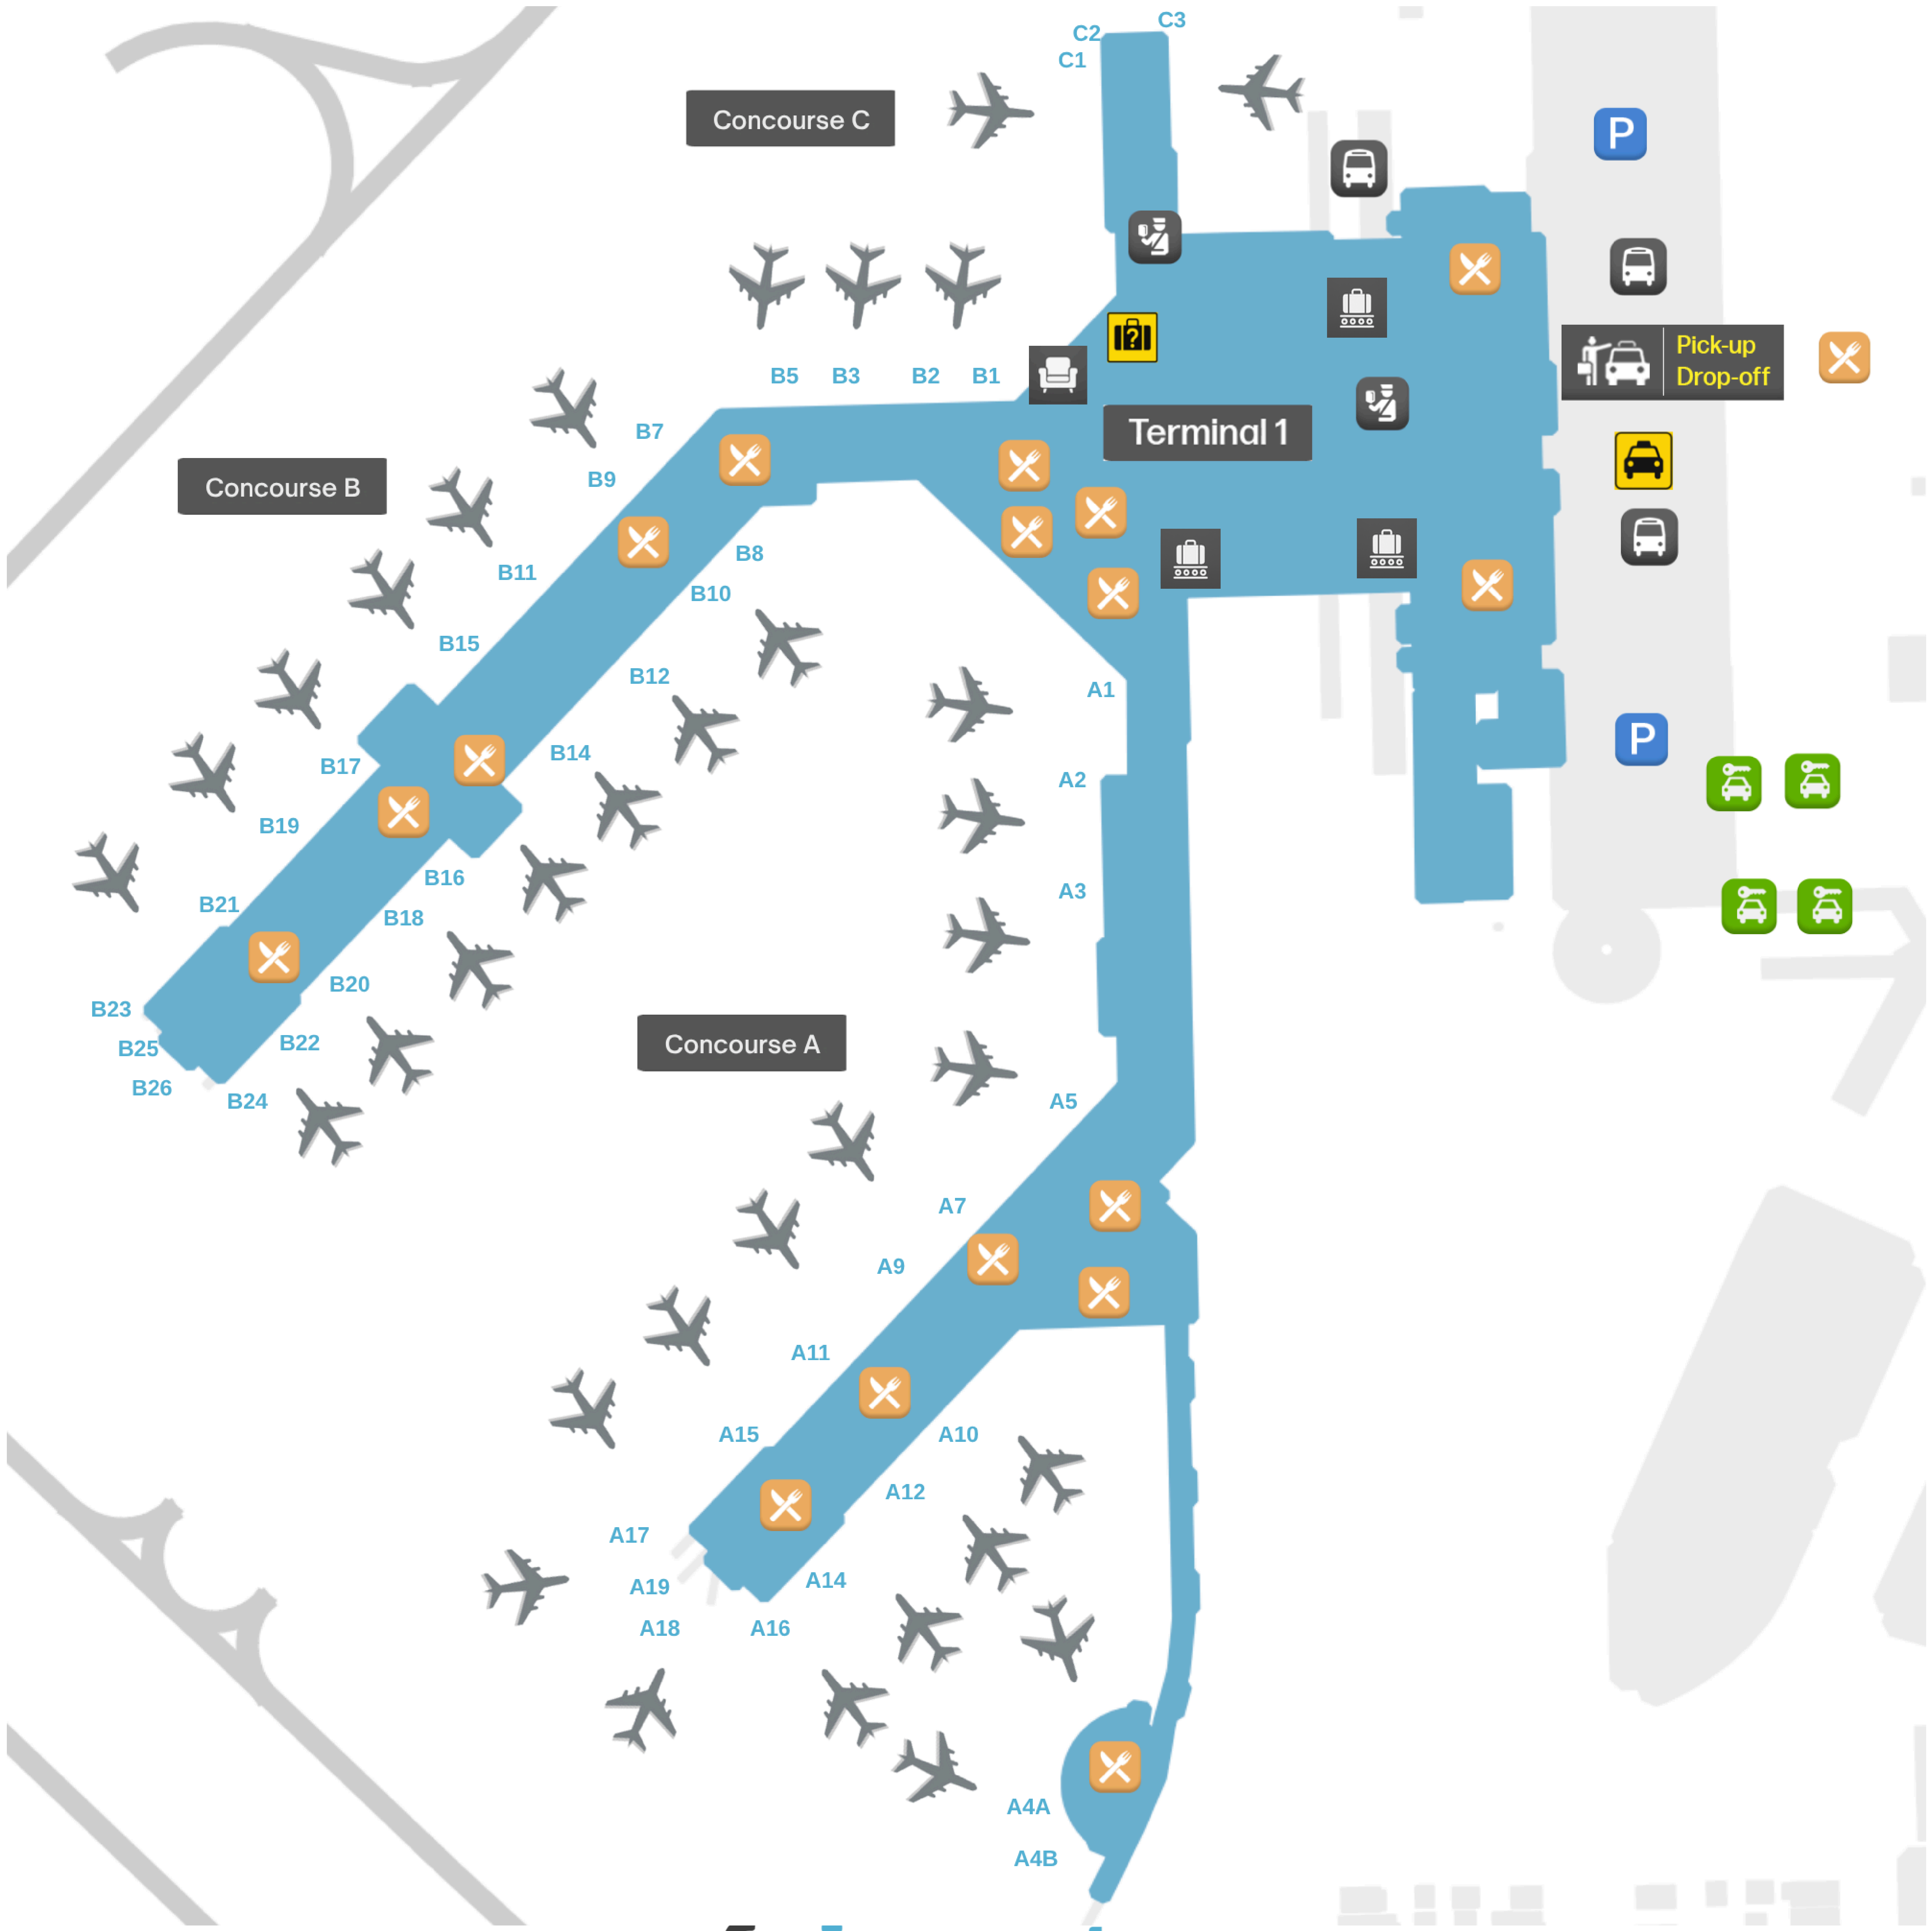 C3
C2
C1
Concourse C
P
Pick-up
Drop-off
B5
B3
B2
B1
?
Terminal 1
B7
B9
Concourse B
B11
B8
B10
B15
B12
A1
B17
B14
P
A2
B19
B16
A3
B21
B18
B20
B23
B22
B25
Concourse A
B26
B24
A5
A7
A9
A11
A15
A10
A12
A17
A19
A14
A18
A16
A4A
A4B